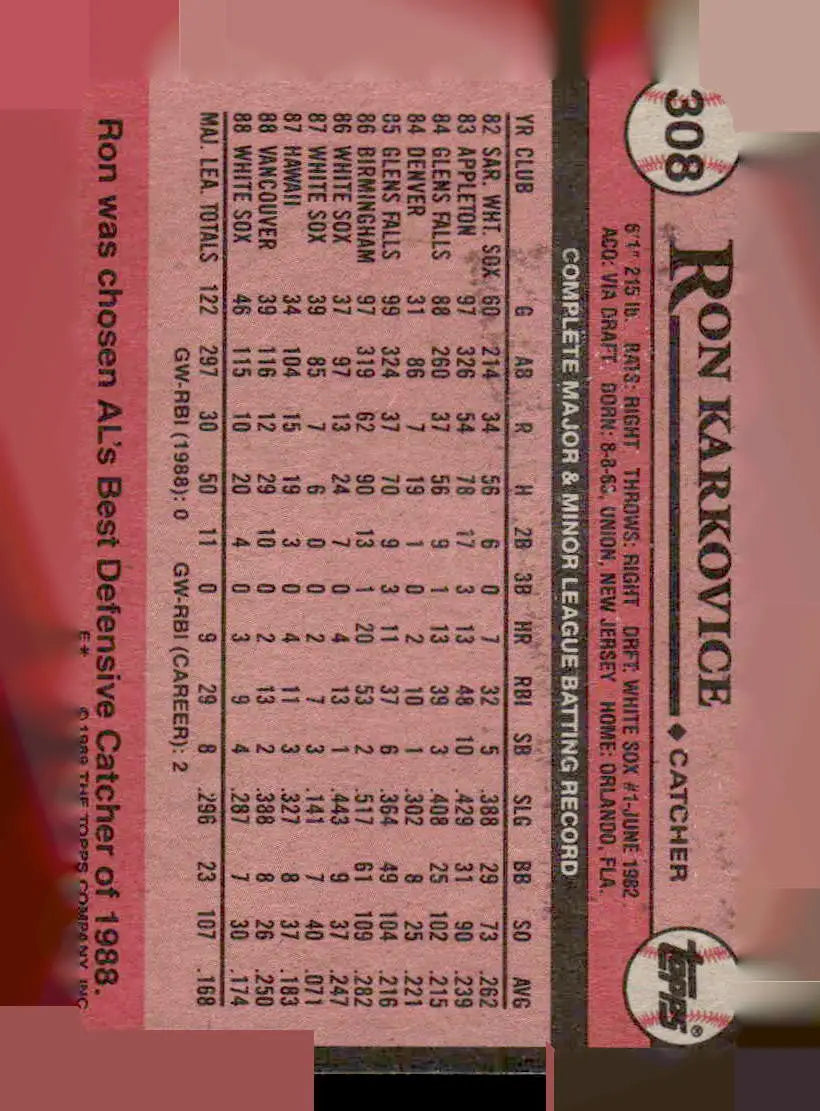 308
RON KARKOVICE ◆ CATCHER
TOPPS®
6'1" 215 lb. BATS: RIGHT THROWS: RIGHT DRFT: WHITE SOX #1-JUNE 1982
ACQ: VIA DRAFT BORN: 8-8-63, UNION, NEW JERSEY HOME: ORLANDO, FLA.
COMPLETE MAJOR & MINOR LEAGUE BATTING RECORD
YR CLUB G AB R H 2B 3B HR RBI SB SLG BB SO AVG
82 SAR. WHT. SOX 60 214 34 56 6 0 7 32 5 .388 29 73 .262
83 APPLETON 97 326 54 78 17 3 13 48 10 .429 31 90 .239
84 GLENS FALLS 88 260 37 56 9 1 13 39 3 .408 25 102 .215
84 DENVER 31 86 7 19 1 0 2 10 1 .302 8 25 .221
85 GLENS FALLS 99 324 37 70 9 3 11 37 6 .364 49 104 .216
86 BIRMINGHAM 97 319 62 90 13 1 20 53 2 .517 61 109 .282
86 WHITE SOX 37 97 13 24 7 0 4 13 1 .443 9 37 .247
87 WHITE SOX 39 85 7 6 0 0 2 7 3 .141 7 40 .071
87 HAWAII 34 104 15 19 3 0 4 11 3 .327 8 37 .183
88 VANCOUVER 39 116 12 29 10 0 2 13 2 .388 8 26 .250
88 WHITE SOX 46 115 10 20 4 0 3 9 4 .287 7 30 .174
MAJ. LEA. TOTALS 122 297 30 50 11 0 9 29 8 .296 23 107 .168
GW-RBI (1988): 0 GW-RBI (CAREER): 2
Ron was chosen AL's Best Defensive Catcher of 1988.
E* © 1989 THE TOPPS COMPANY, INC.